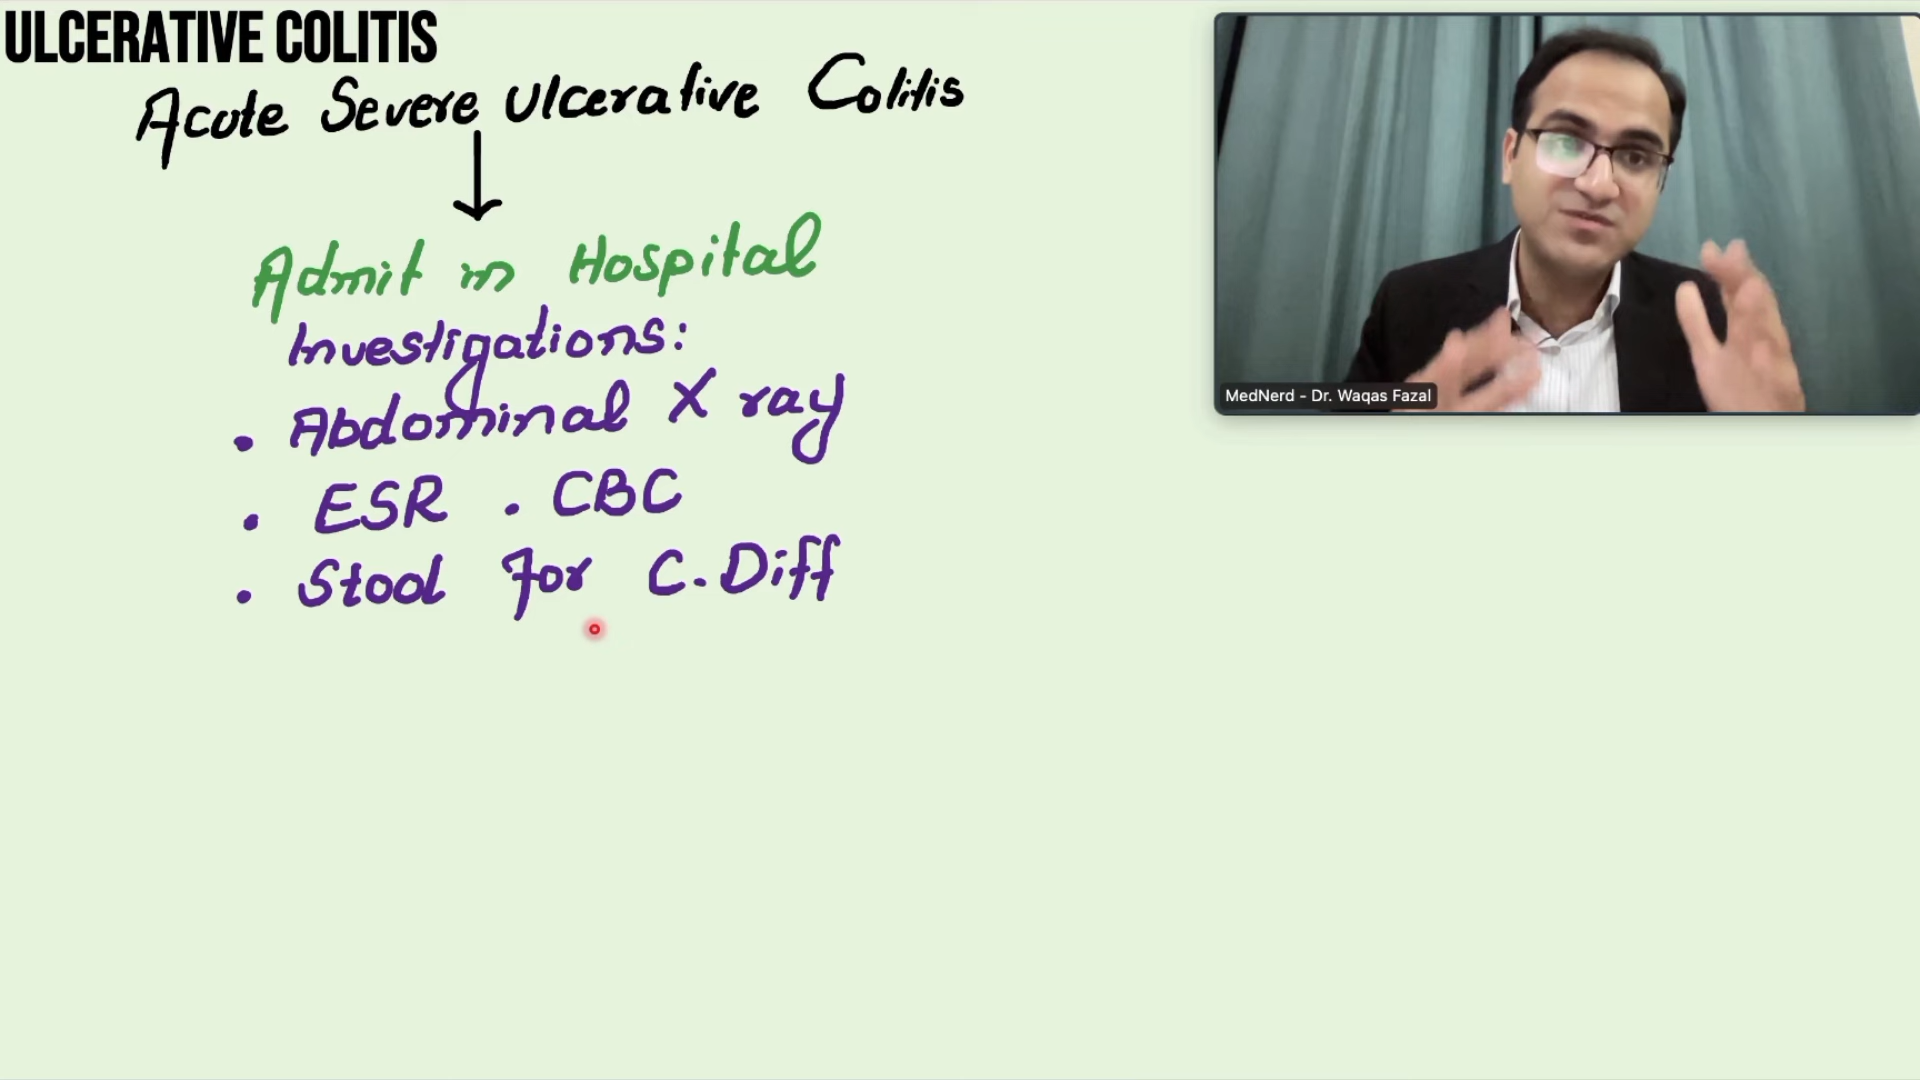 ULCERATIVE COLITIS
Acute Severe Ulcerative Colitis
Admit in Hospital
Investigations:
. Abdominal X ray
. ESR . CBC
. Stool for C. Diff
MedNerd - Dr. Waqas Fazal